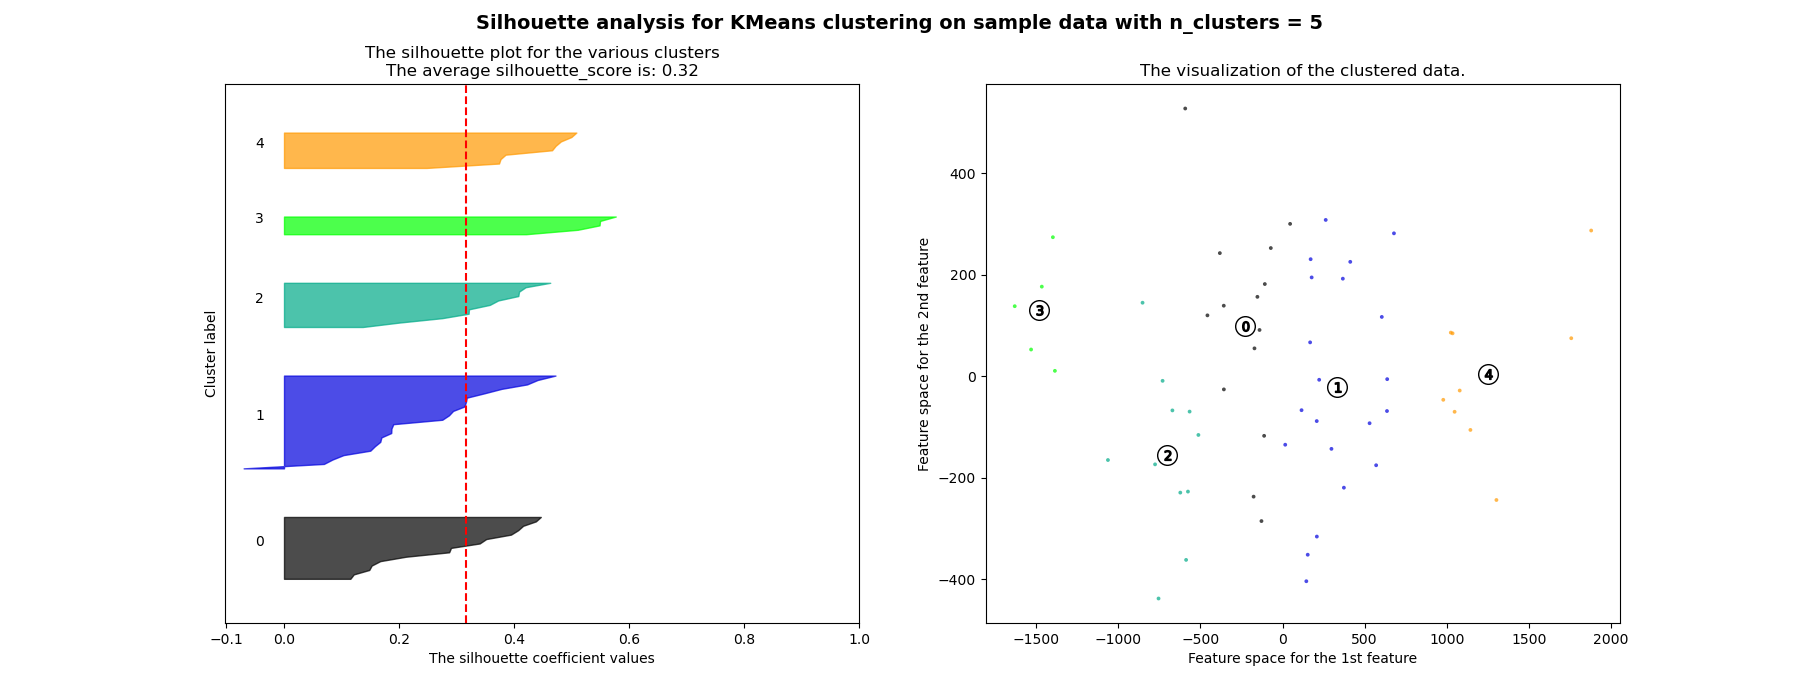 Silhouette analysis for KMeans clustering on sample data with n_clusters = 5
The silhouette plot for the various clusters
The average silhouette_score is: 0.32
4
3
2
1
0
Cluster label
−0.1 0.0 0.2 0.4 0.6 0.8 1.0
The silhouette coefficient values
The visualization of the clustered data.
400
200
0
−200
−400
Feature space for the 2nd feature
3
0
4
1
2
−1500 −1000 −500 0 500 1000 1500 2000
Feature space for the 1st feature